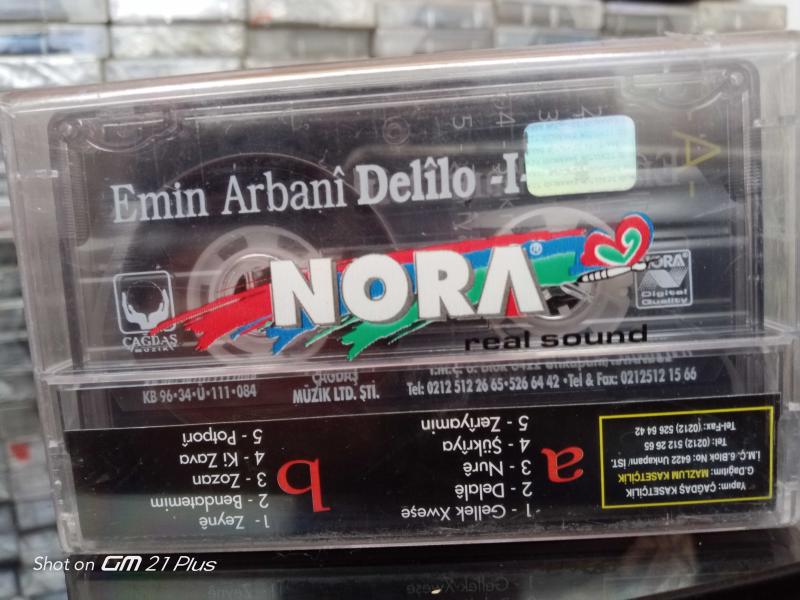 Emin Arbanî Delîlo -I-
A
NORA®
real sound
ÇAĞDAŞ
MÜZİK
NORA
Digital
Quality
ÇAĞDAŞ
KB 96·34·Ü·111·084
MÜZİK LTD. ŞTİ.
Tel: 0212 512 26 65·526 64 42 ·Tel & Fax: 0212512 15 66
a
1 - Gellek Xweşe
2 - Delalê
3 - Nurê
4 - Şükrîya
5 - Zerîyamin
b
1 - Zeynê
2 - Bendatemim
3 - Zozan
4 - Ki Zava
5 - Potporî
Yapım: ÇAĞDAŞ KASETÇİLİK
G.Dağıtım: MAZLUM KASETÇİLİK
İ.M.Ç.6.Blok No: 6422 Unkapanı/İST.
Tel: (0212) 512 26 65
Tel-Fax: (0212) 526 64 42
Shot on GM 21 Plus